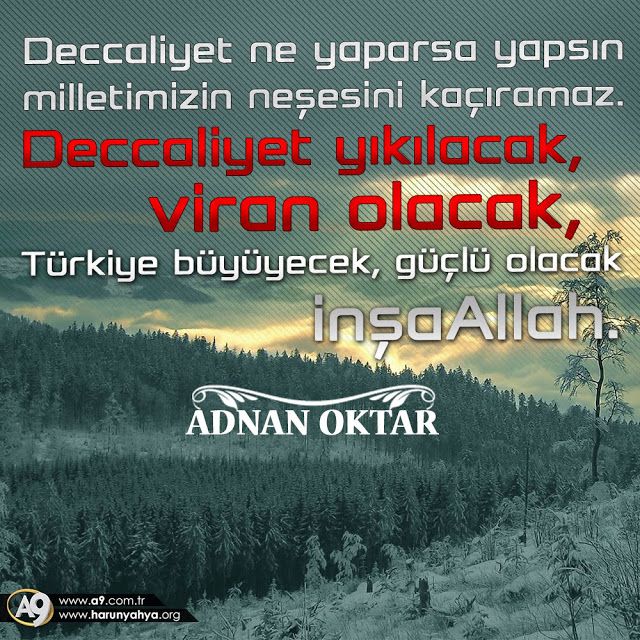 Deccaliyet ne yaparsa yapsın
milletimizin neşesini kaçıramaz.
Deccaliyet yıkılacak,
viran olacak,
Türkiye büyüyecek, güçlü olacak
inşaAllah.
ADNAN OKTAR
A9
www.a9.com.tr
www.harunyahya.org